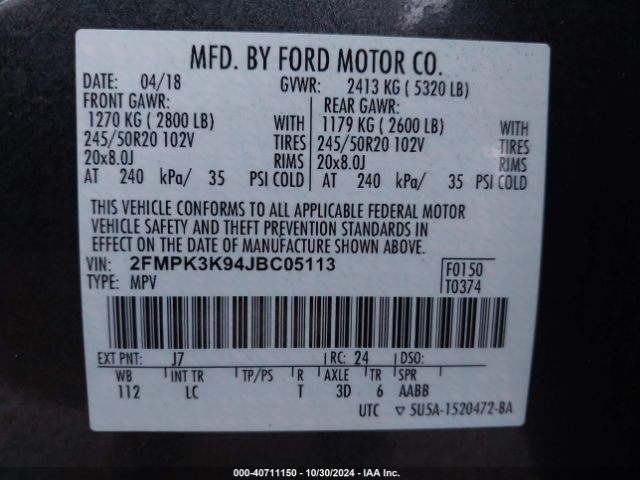 MFD. BY FORD MOTOR CO.
DATE: 04/18 GVWR: 2413 KG ( 5320 LB)
FRONT GAWR: REAR GAWR:
1270 KG ( 2800 LB) WITH 1179 KG ( 2600 LB) WITH
245/50R20 102V TIRES 245/50R20 102V TIRES
20x8.0J RIMS 20x8.0J RIMS
AT 240 kPa/ 35 PSI COLD AT 240 kPa/ 35 PSI COLD
THIS VEHICLE CONFORMS TO ALL APPLICABLE FEDERAL MOTOR
VEHICLE SAFETY AND THEFT PREVENTION STANDARDS IN
EFFECT ON THE DATE OF MANUFACTURE SHOWN ABOVE.
VIN: 2FMPK3K94JBC05113 F0150
TYPE: MPV T0374
EXT PNT: J7 RC: 24 DSO:
WB INT TR TP/PS R AXLE TR SPR
112 LC T 3D 6 AABB
UTC ▽ 5U5A-1520472-BA
000-40711150 - 10/30/2024 - IAA Inc.